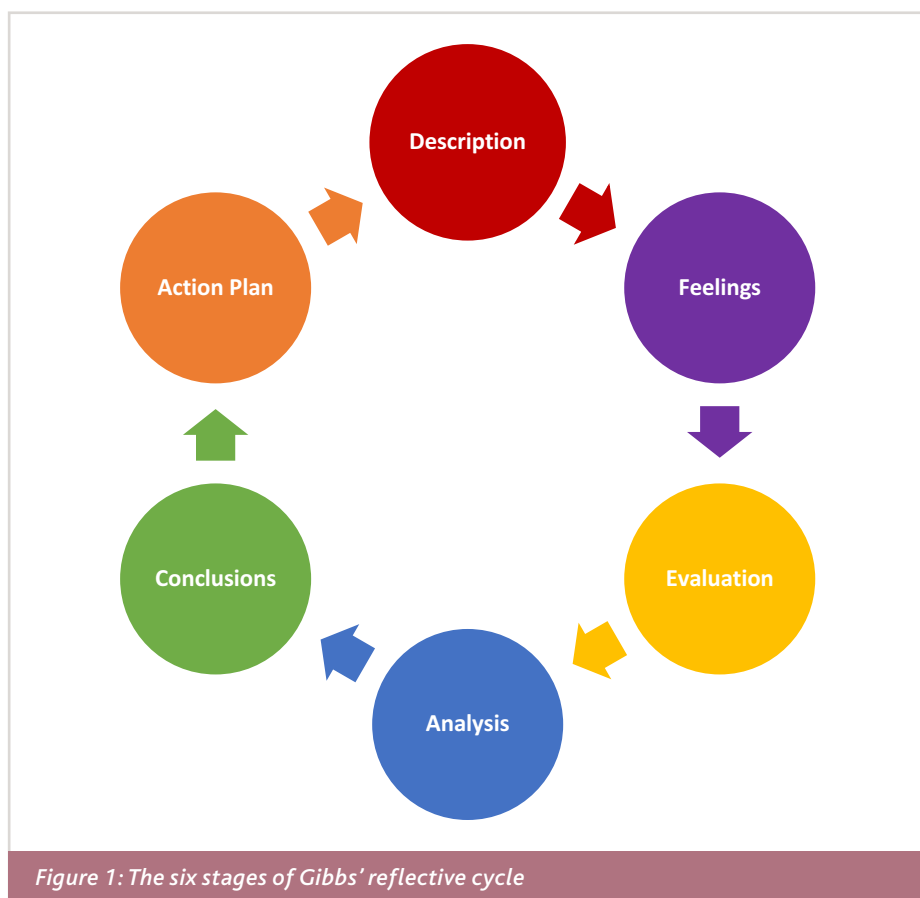 Description
Feelings
Evaluation
Analysis
Conclusions
Action Plan
Figure 1: The six stages of Gibbs’ reflective cycle